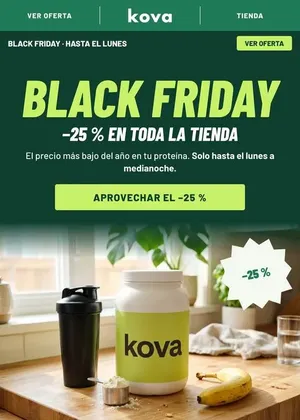 VER OFERTA
kova
TIENDA
BLACK FRIDAY · HASTA EL LUNES
VER OFERTA
BLACK FRIDAY
–25 % EN TODA LA TIENDA
El precio más bajo del año en tu proteína. Solo hasta el lunes a
medianoche.
APROVECHAR EL –25 %
–25 %
kova